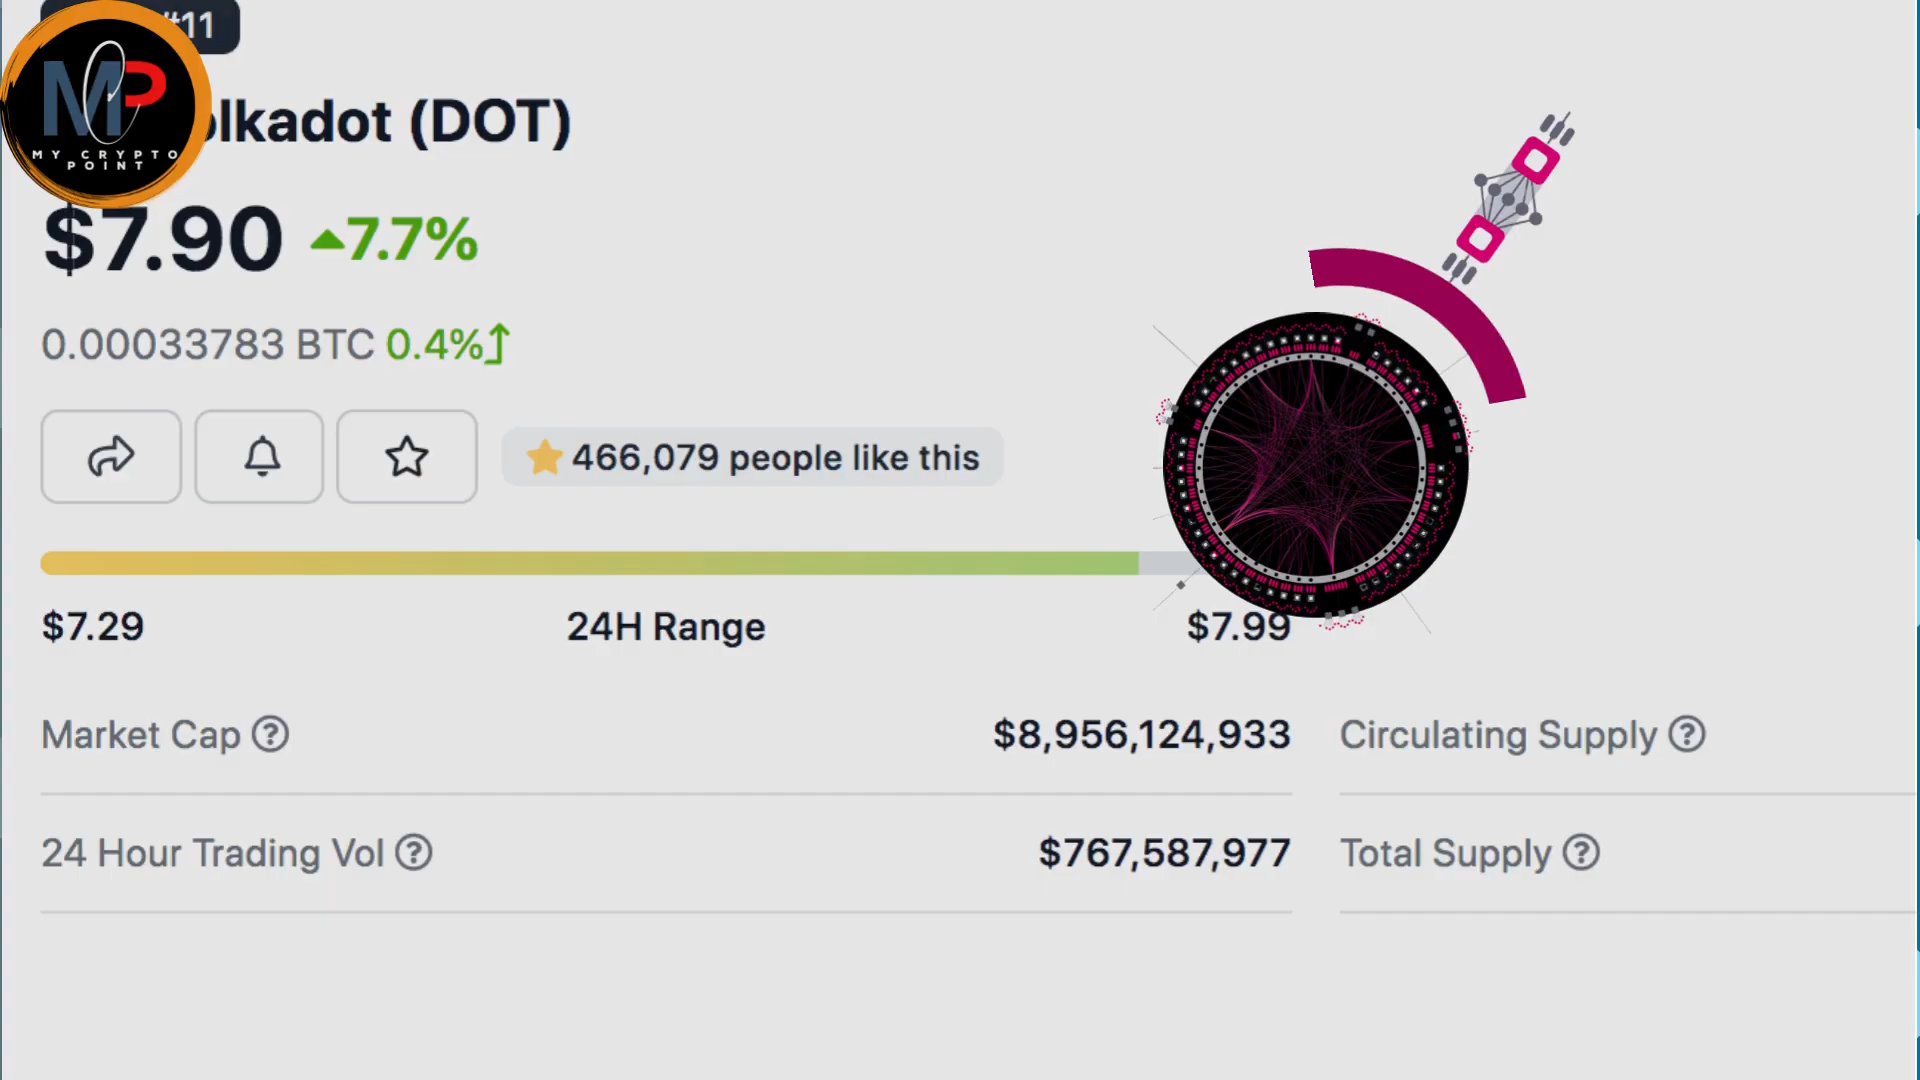 #11
MP
MY CRYPTO
POINT
lkadot (DOT)
$7.90 7.7%
0.00033783 BTC 0.4%
466,079 people like this
$7.29 24H Range $7.99
Market Cap ? $8,956,124,933 Circulating Supply ?
24 Hour Trading Vol ? $767,587,977 Total Supply ?